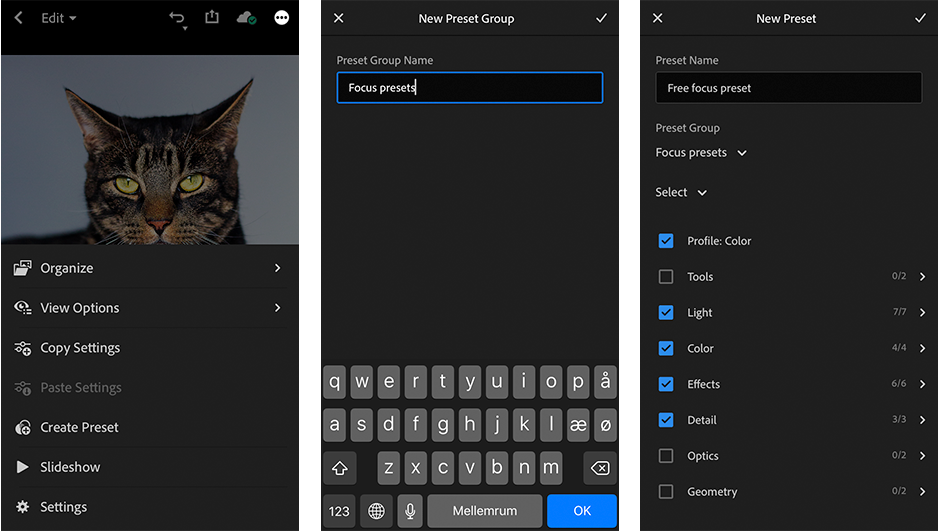 Edit
Organize
View Options
Copy Settings
Paste Settings
Create Preset
Slideshow
Settings
New Preset Group
Preset Group Name
Focus presets
q w e r t y u i o p å
a s d f g h j k l æ ø
z x c v b n m
123 Mellemrum OK
New Preset
Preset Name
Free focus preset
Preset Group
Focus presets
Select
Profile: Color
Tools 0/2
Light 7/7
Color 4/4
Effects 6/6
Detail 3/3
Optics 0/2
Geometry 0/2